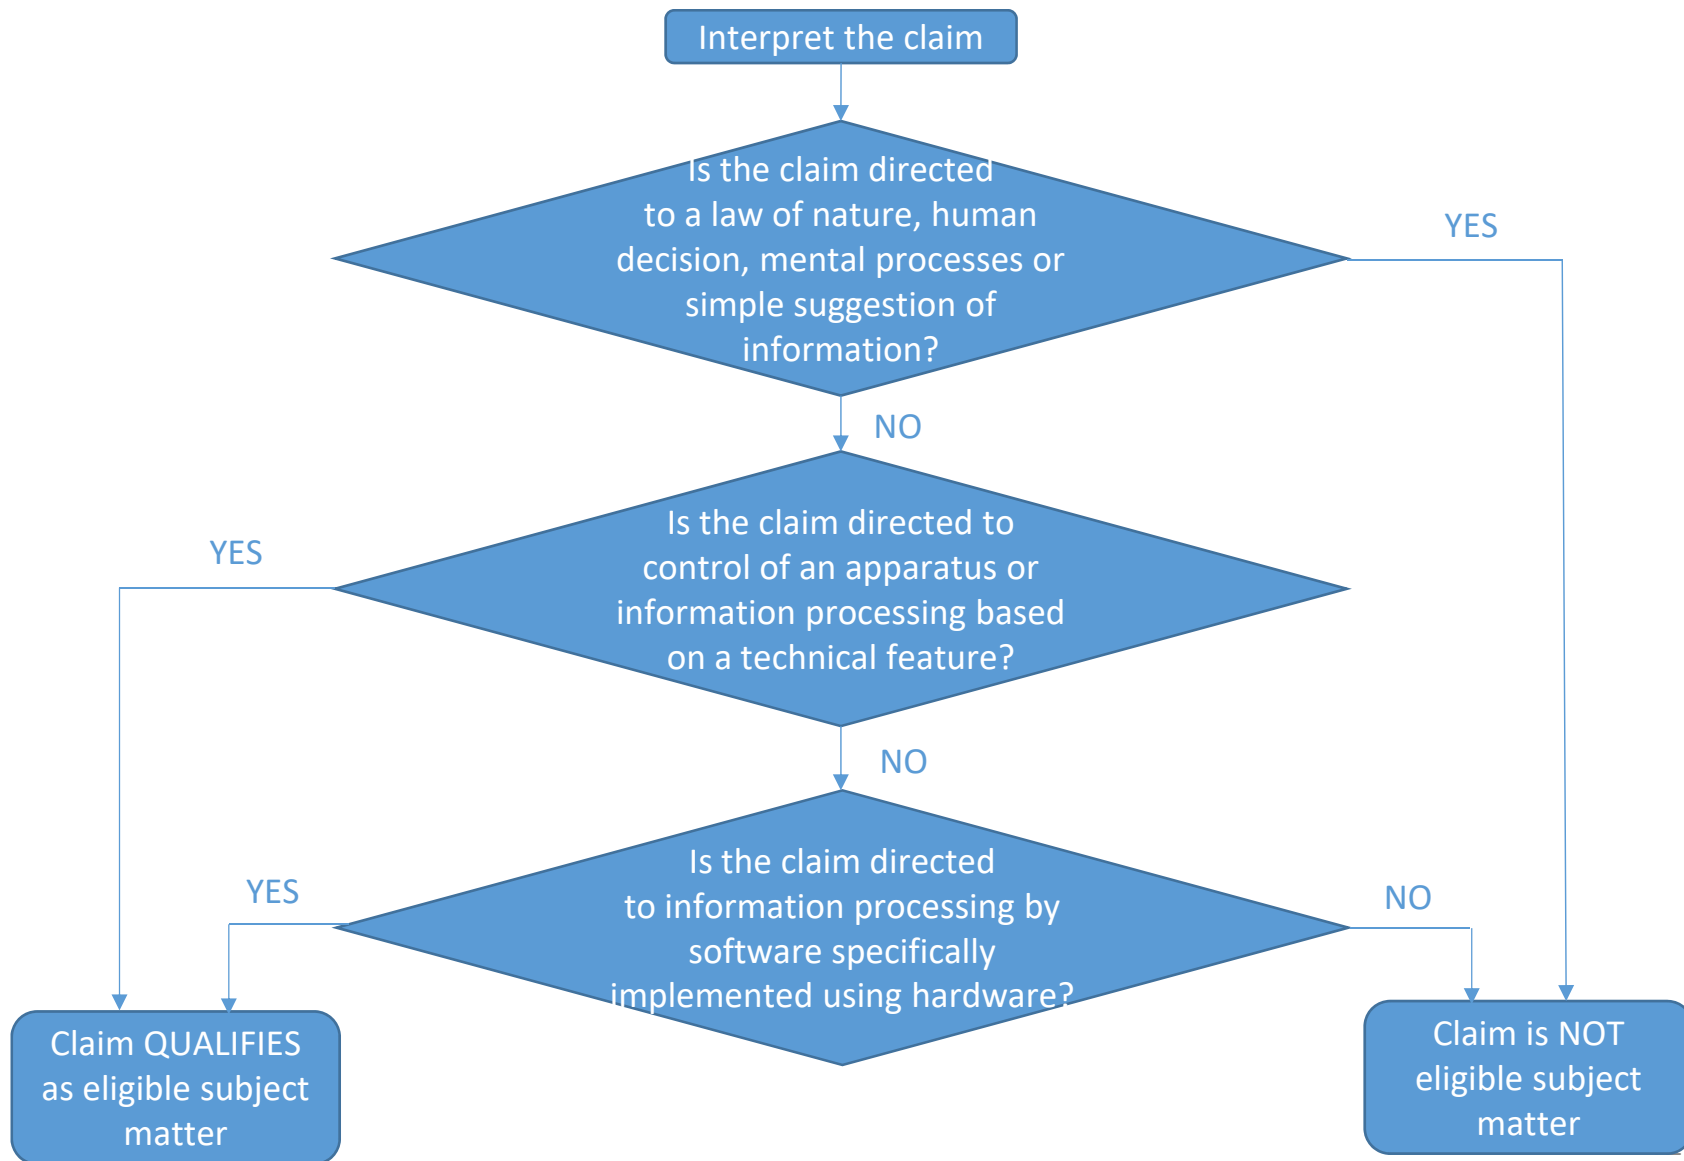 Interpret the claim
Is the claim directed
to a law of nature, human
decision, mental processes or
simple suggestion of
information?
YES
NO
Is the claim directed to
control of an apparatus or
information processing based
on a technical feature?
YES
NO
Is the claim directed
to information processing by
software specifically
implemented using hardware?
YES
NO
Claim QUALIFIES
as eligible subject
matter
Claim is NOT
eligible subject
matter